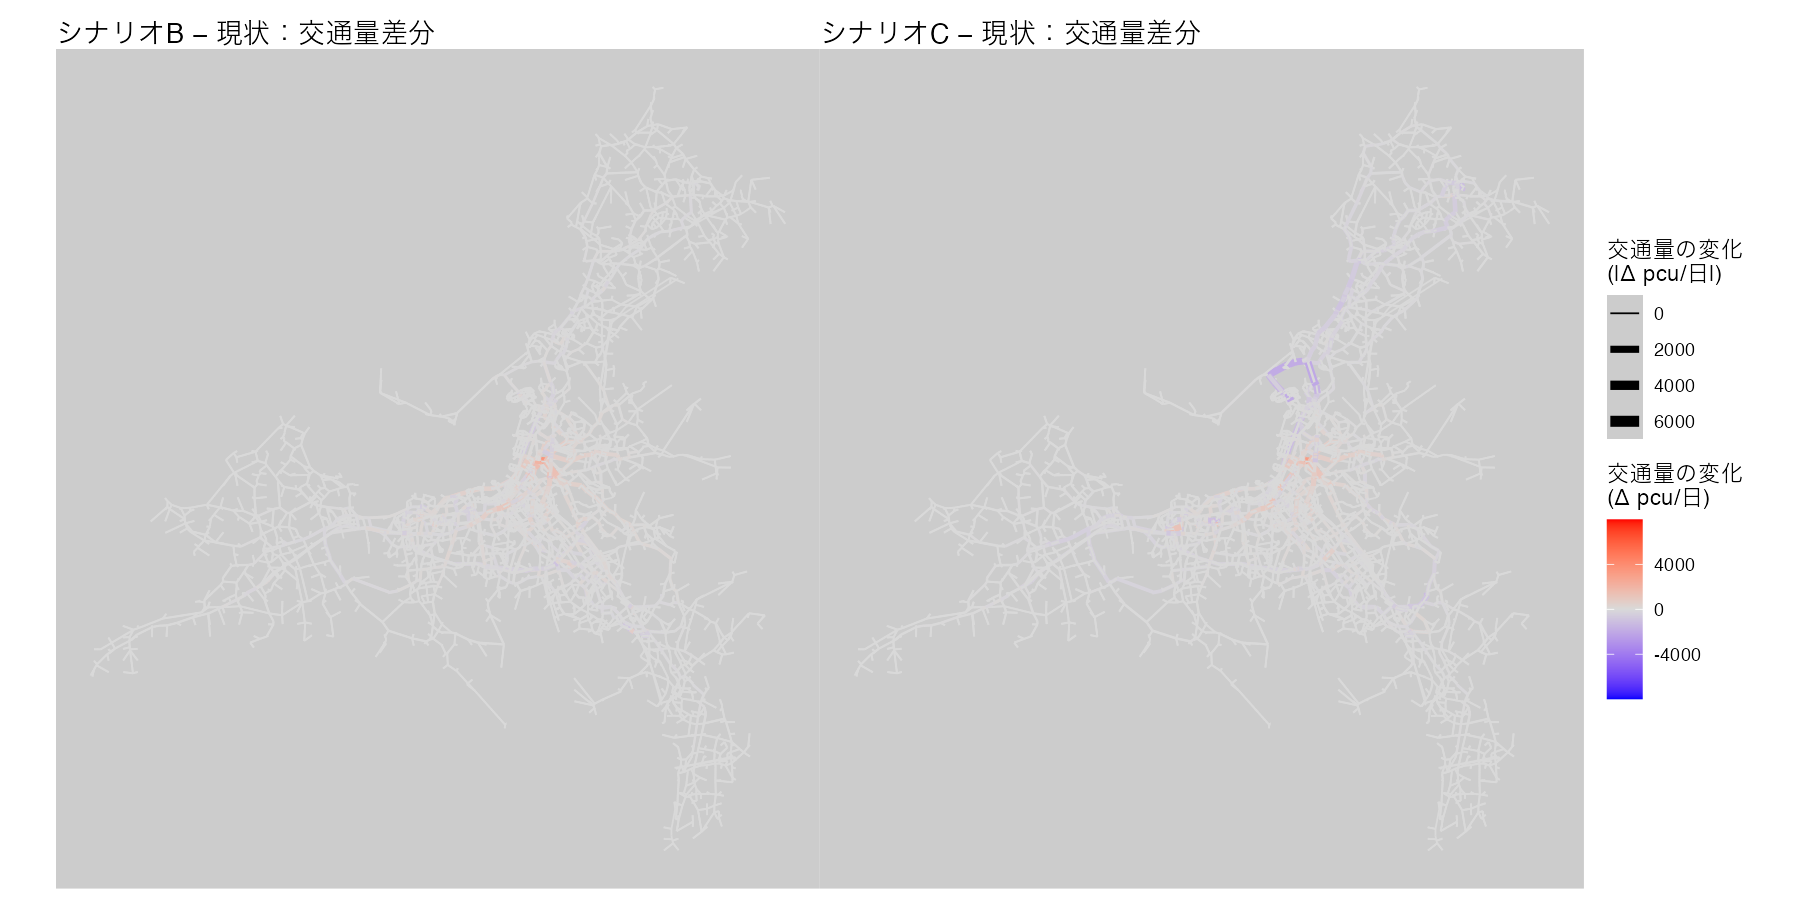 シナリオB – 現状：交通量差分
シナリオC – 現状：交通量差分
交通量の変化
(|Δ pcu/日|)
0
2000
4000
6000
交通量の変化
(Δ pcu/日)
4000
0
-4000